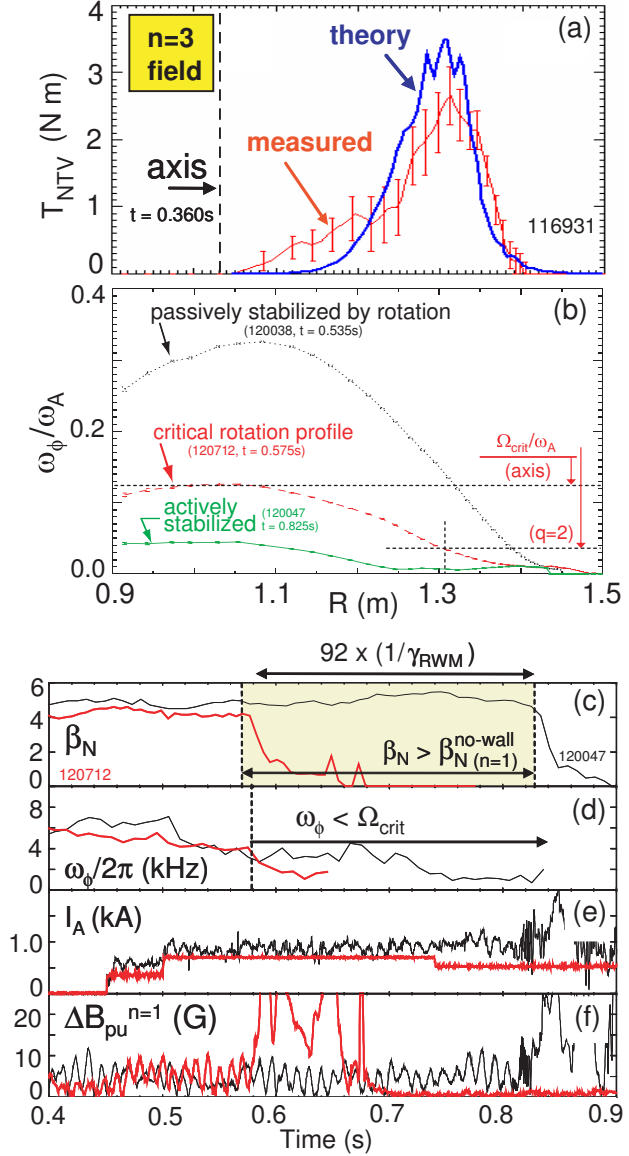 n=3
field
(a)
theory
measured
axis
t = 0.360s
116931
T_NTV (N m)
4
3
2
1
0
(b)
passively stabilized by rotation
(120038, t = 0.535s)
critical rotation profile
(120712, t = 0.575s)
actively
stabilized
(120047
t = 0.825s)
Ω_crit/ω_A
(axis)
(q=2)
ω_ϕ/ω_A
0.4
0.2
0.0
0.9 1.1 1.3 1.5
R (m)
92 x (1/γ_RWM)
(c)
6
4
2
0
β_N
120712
β_N > β_N^no-wall (n=1)
120047
(d)
8
4
0
ω_ϕ < Ω_crit
ω_ϕ/2π (kHz)
(e)
I_A (kA)
1.0
0
(f)
ΔB_pu^n=1 (G)
20
10
0
0.4 0.5 0.6 0.7 0.8 0.9
Time (s)